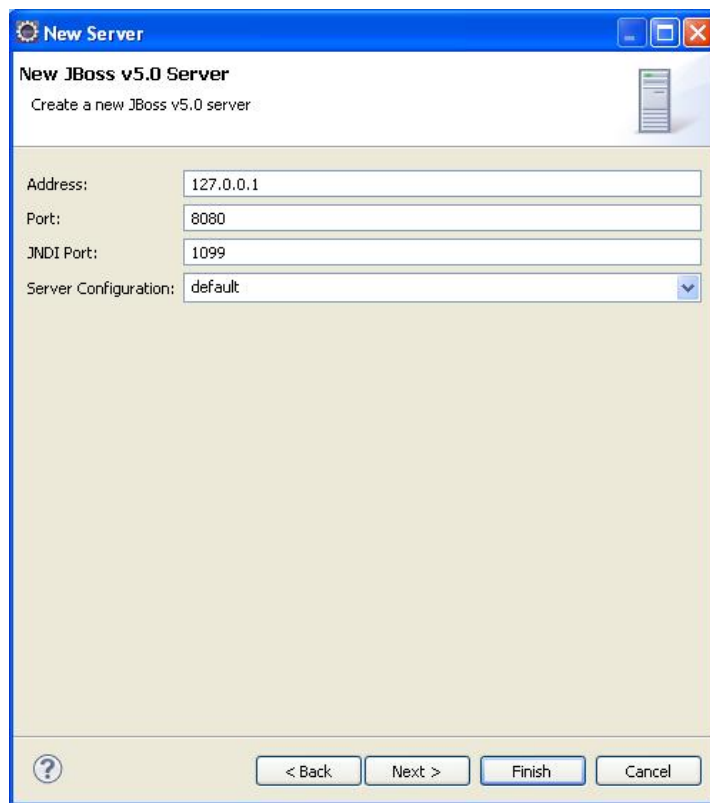 New Server
New JBoss v5.0 Server
Create a new JBoss v5.0 server
Address: 127.0.0.1
Port: 8080
JNDI Port: 1099
Server Configuration: default
?
< Back Next > Finish Cancel